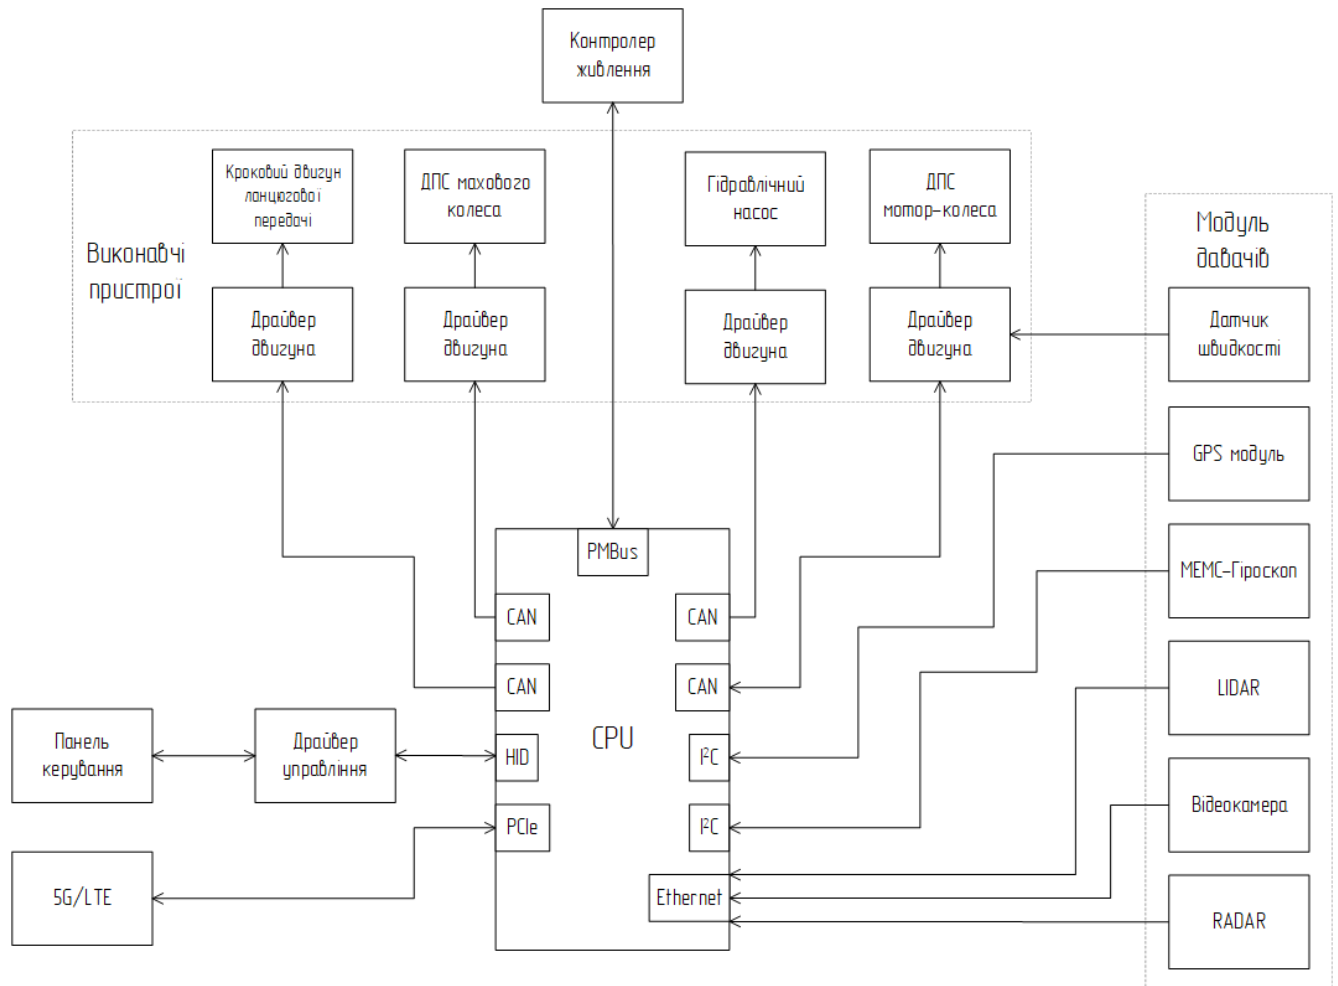 Контролер
живлення
Кроковий двигун
ланцюгової
передачі
ДПС махового
колеса
Гідравлічний
насос
ДПС
мотор-колеса
Модуль
давачів
Виконавчі
пристрої
Драйвер
двигуна
Драйвер
двигуна
Драйвер
двигуна
Драйвер
двигуна
Датчик
швидкості
GPS модуль
PMBus
МЕМС-Гіроскоп
CAN
CAN
CAN
CAN
LIDAR
CPU
Панель
керування
Драйвер
управління
HID
I²C
Відеокамера
PCIe
I²C
5G/LTE
Ethernet
RADAR